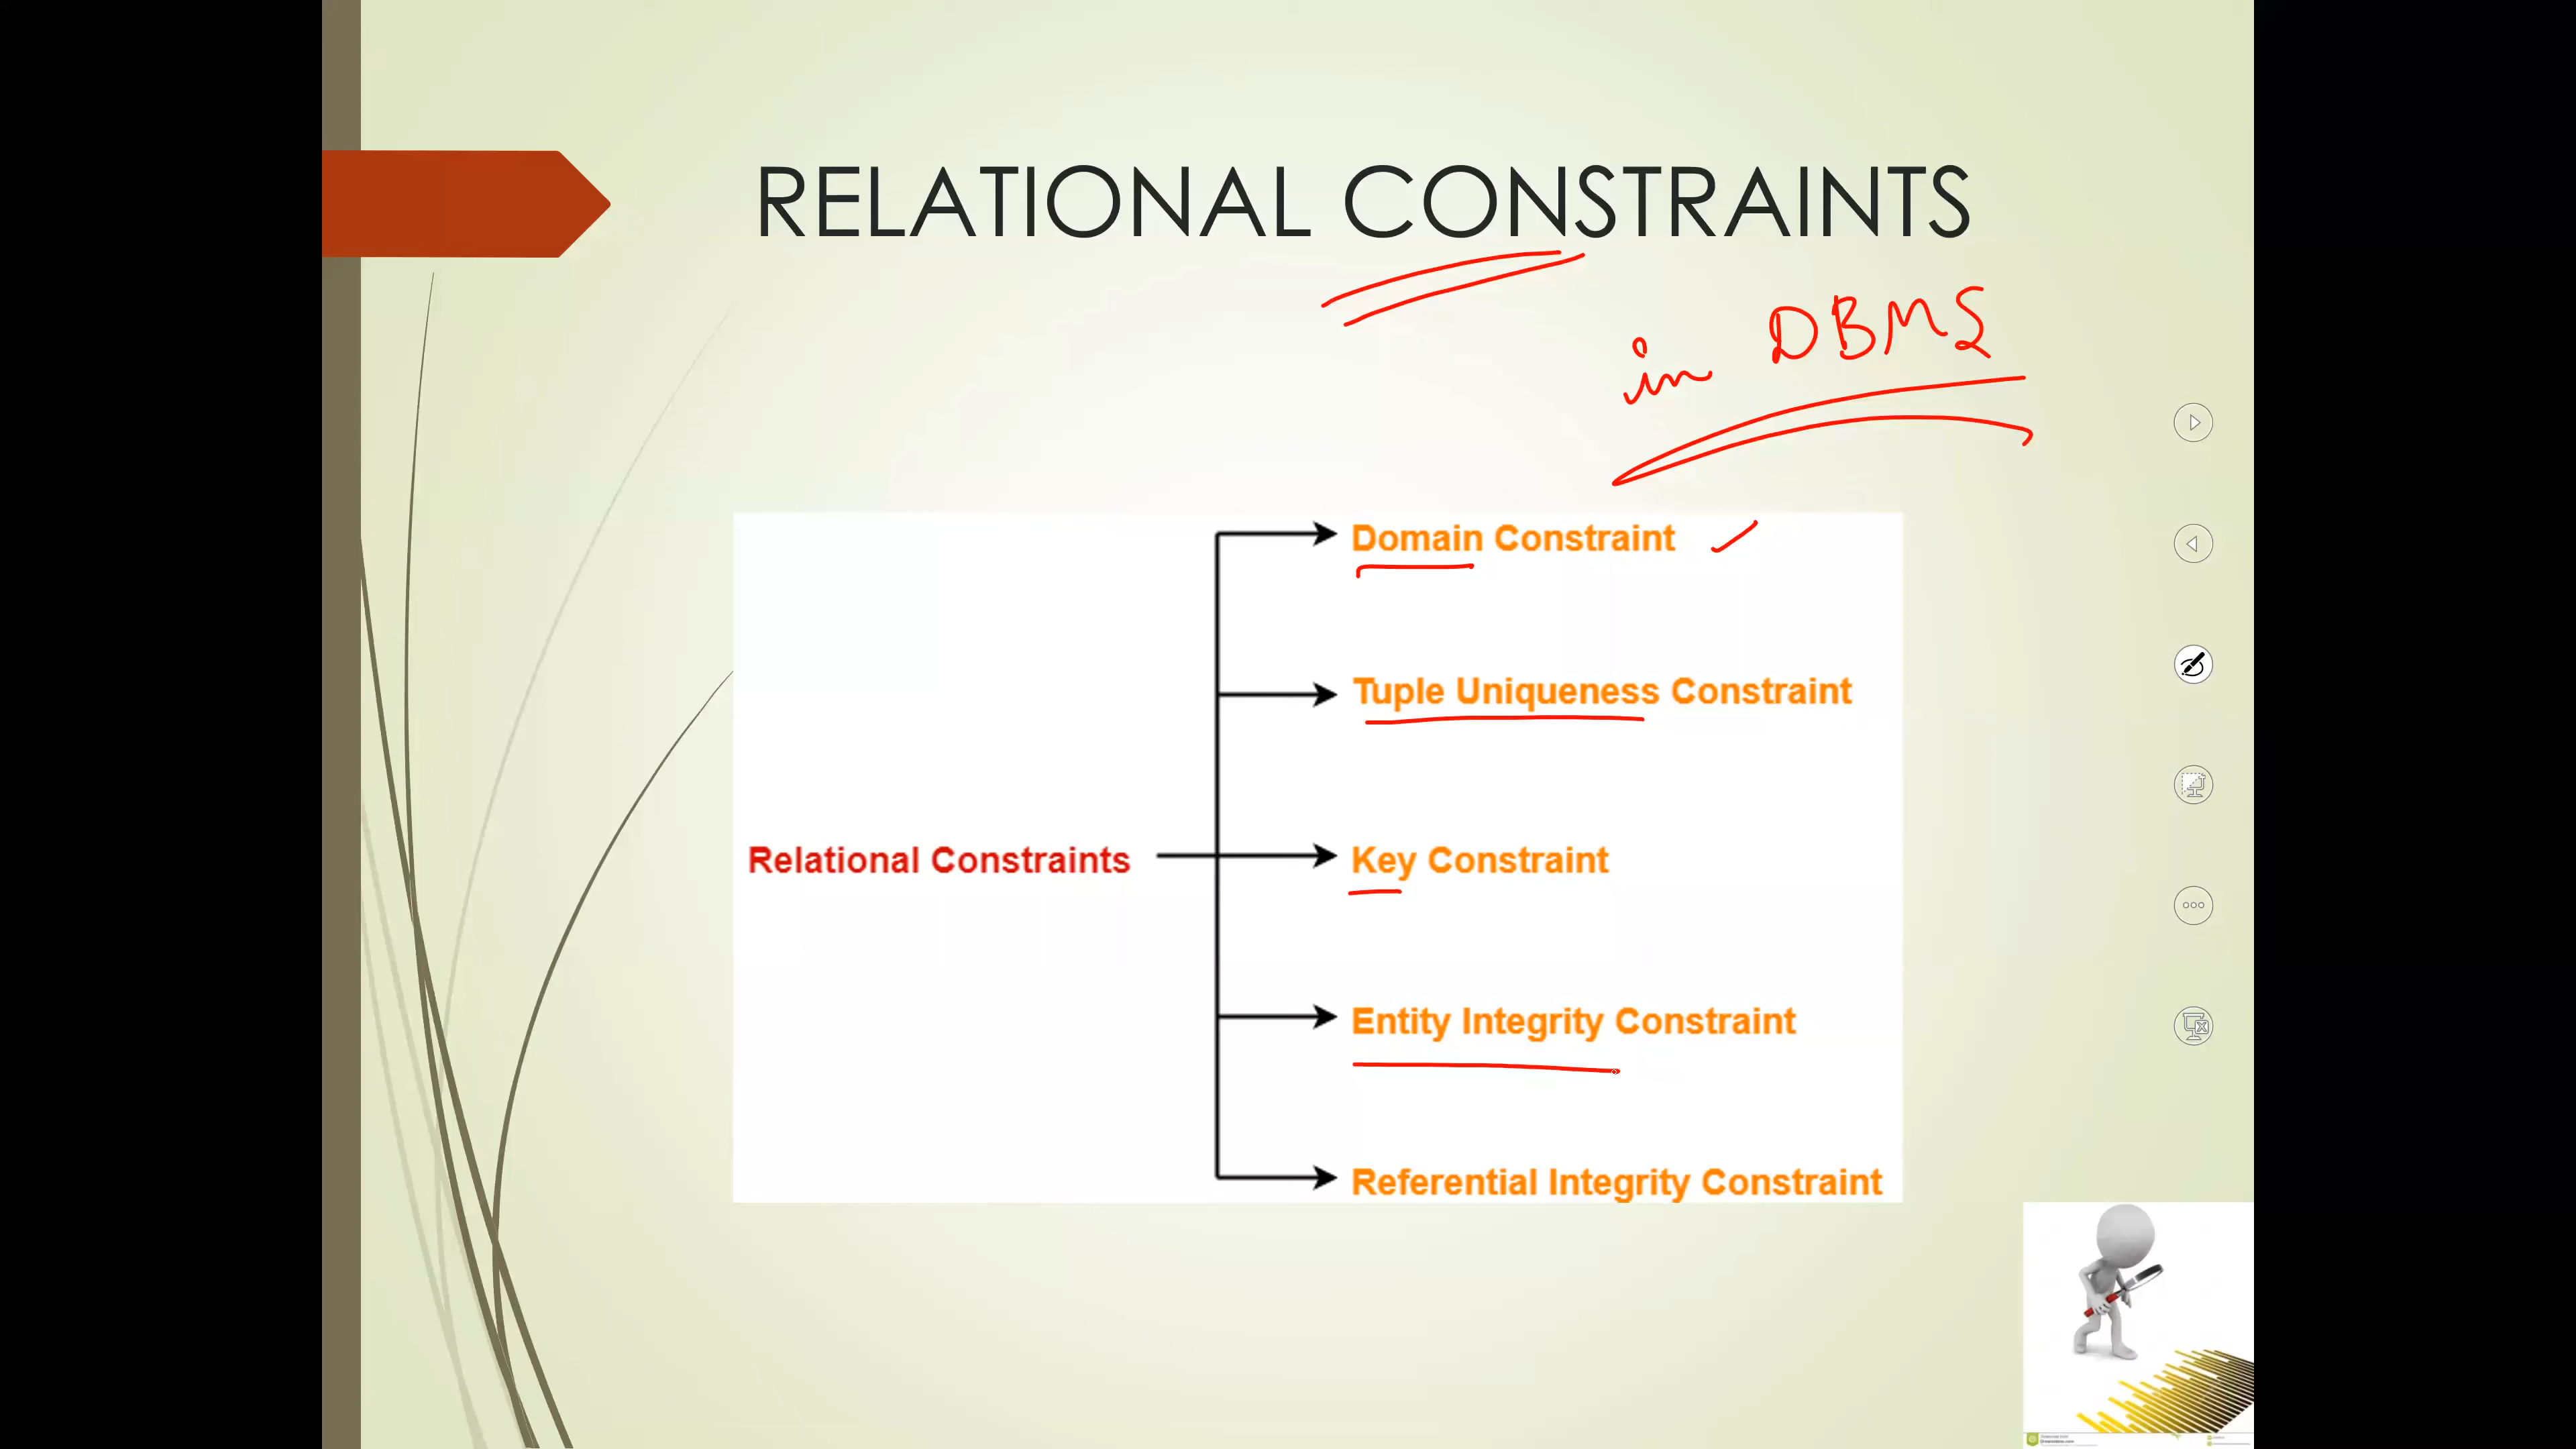 RELATIONAL CONSTRAINTS
in DBMS
Domain Constraint
Tuple Uniqueness Constraint
Relational Constraints
Key Constraint
Entity Integrity Constraint
Referential Integrity Constraint